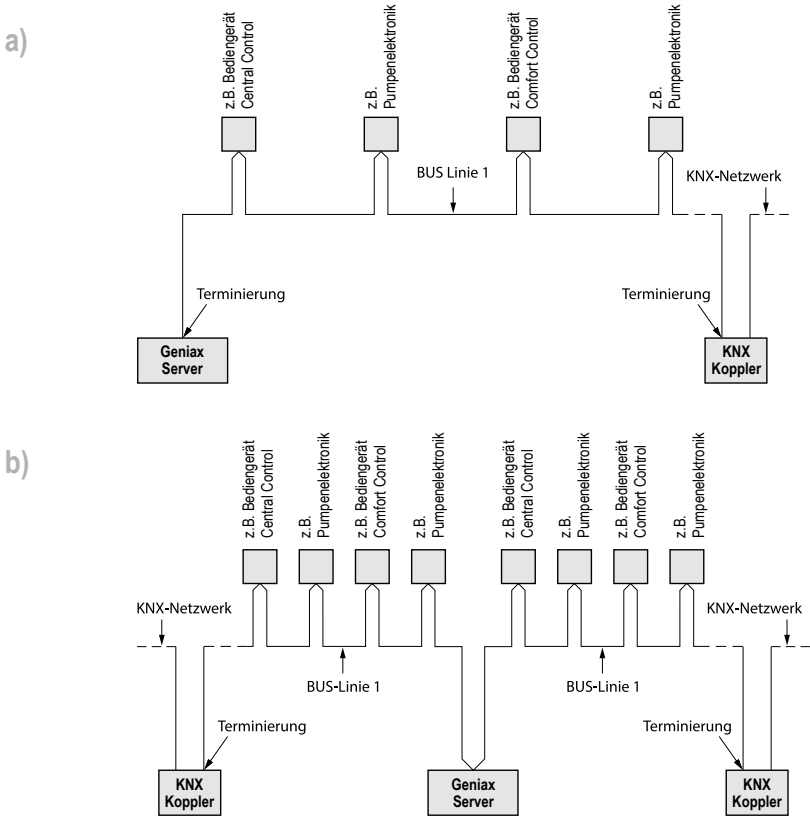 a)
z.B. Bediengerät
Central Control
z.B.
Pumpenelektronik
z.B. Bediengerät
Comfort Control
z.B.
Pumpenelektronik
BUS Linie 1
KNX-Netzwerk
Terminierung
Terminierung
Geniax
Server
KNX
Koppler
b)
z.B. Bediengerät
Central Control
z.B.
Pumpenelektronik
z.B. Bediengerät
Comfort Control
z.B.
Pumpenelektronik
z.B. Bediengerät
Central Control
z.B.
Pumpenelektronik
z.B. Bediengerät
Comfort Control
z.B.
Pumpenelektronik
KNX-Netzwerk
KNX-Netzwerk
BUS-Linie 1
BUS-Linie 1
Terminierung
Terminierung
KNX
Koppler
Geniax
Server
KNX
Koppler